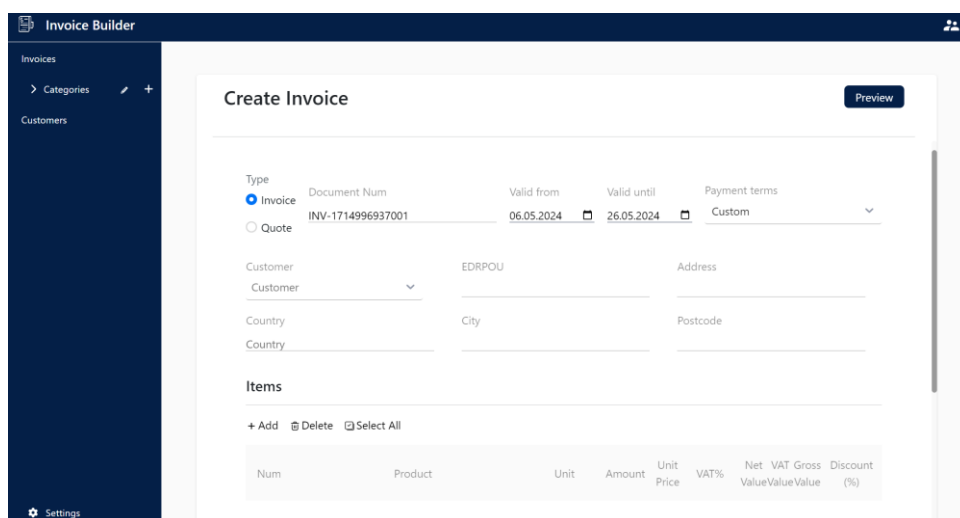 Invoice Builder
Invoices
Categories
Customers
Settings
Create Invoice
Preview
Type
Invoice
Quote
Document Num
INV-1714996937001
Valid from
06.05.2024
Valid until
26.05.2024
Payment terms
Custom
Customer
Customer
EDRPOU
Address
Country
Country
City
Postcode
Items
+ Add Delete Select All
Num Product Unit Amount Unit Price VAT% Net Value VAT Value Gross Value Discount (%)